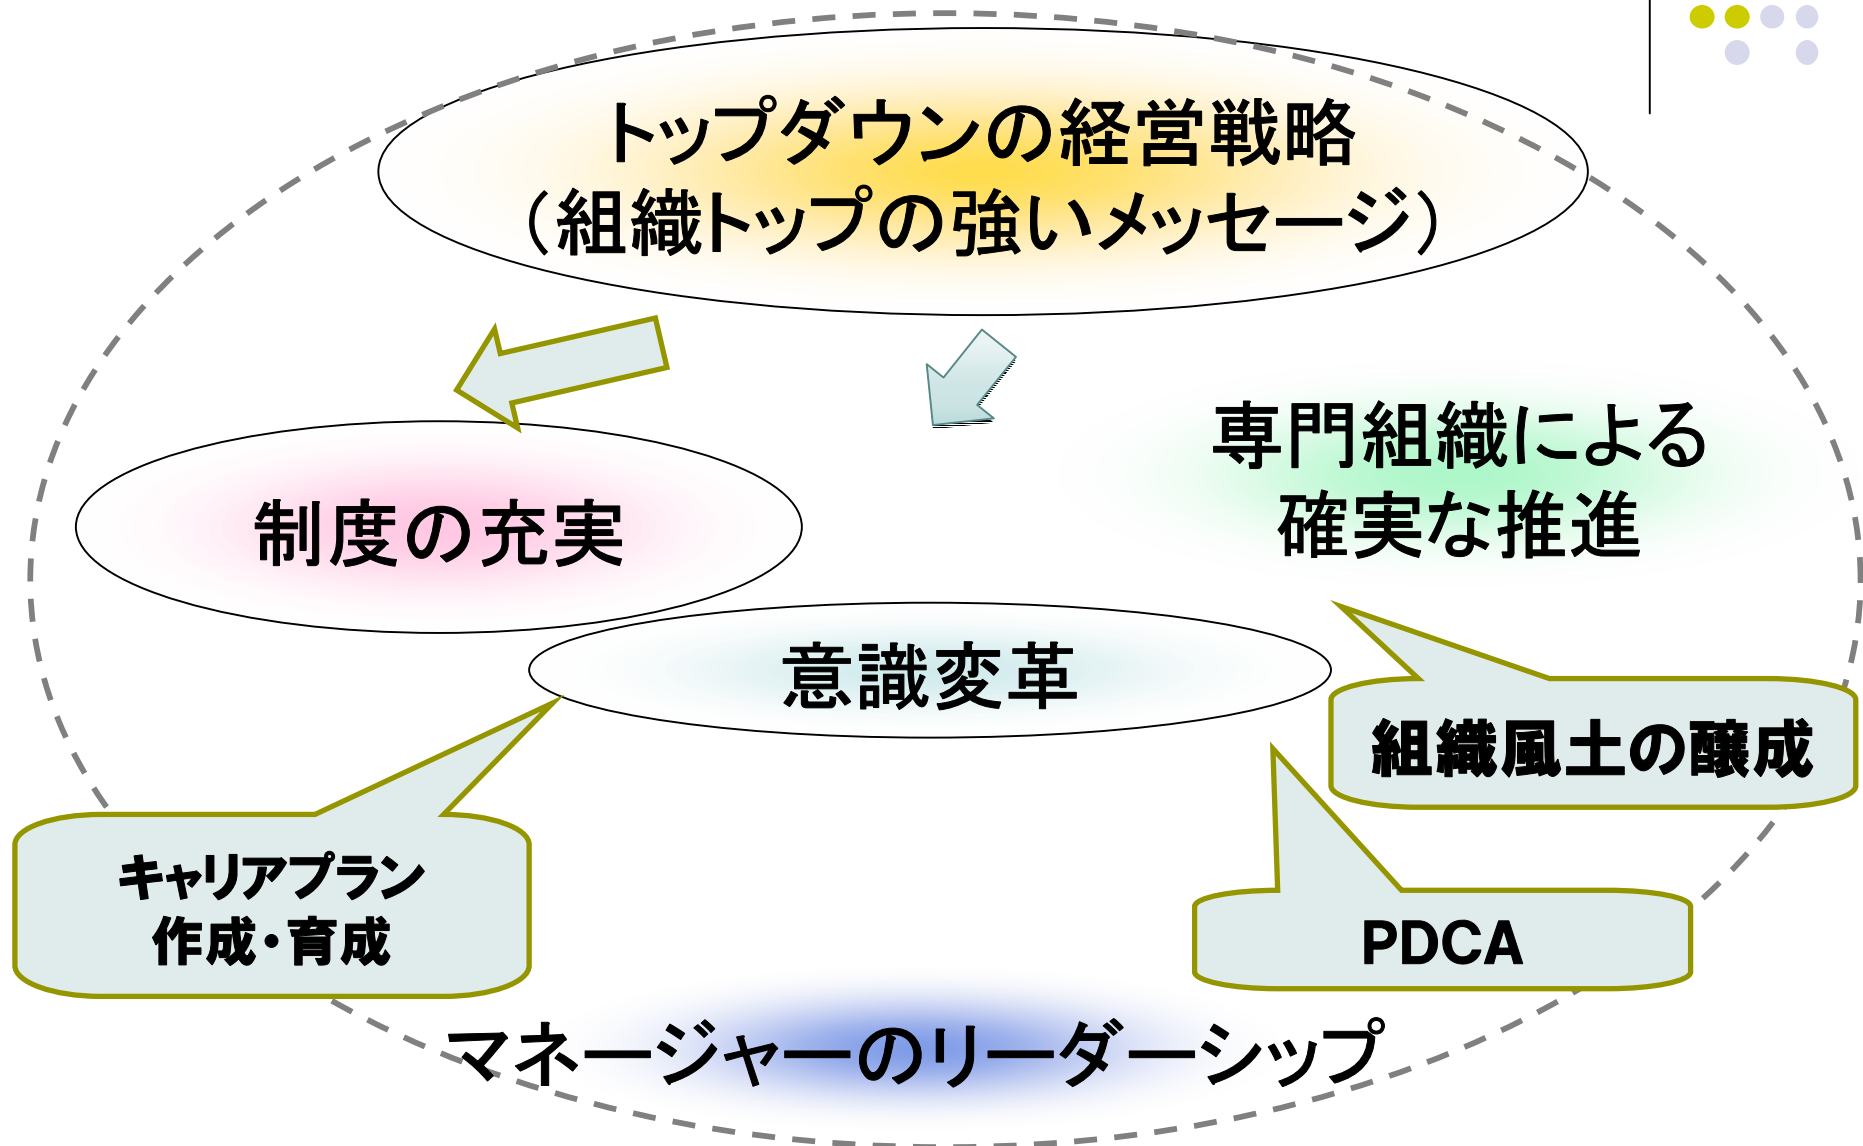 トップダウンの経営戦略
（組織トップの強いメッセージ）
専門組織による
確実な推進
制度の充実
意識変革
組織風土の醸成
キャリアプラン
作成・育成
PDCA
マネージャーのリーダーシップ